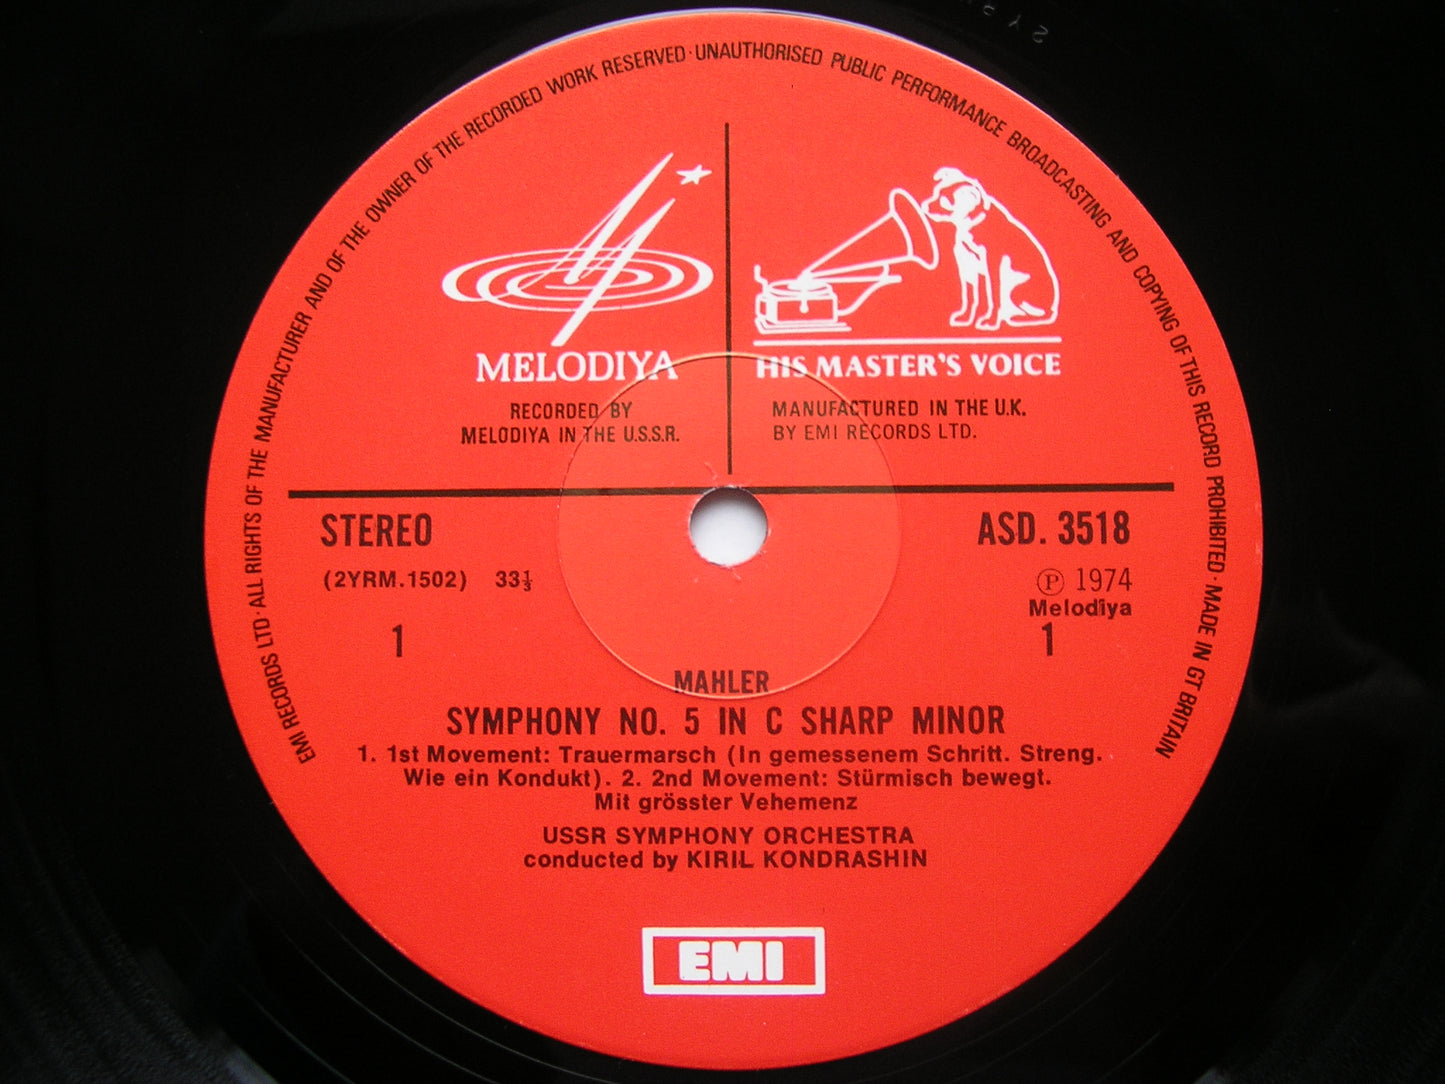 EMI RECORDS LTD · ALL RIGHTS OF THE MANUFACTURER AND OF THE OWNER OF THE RECORDED WORK RESERVED · UNAUTHORISED PUBLIC PERFORMANCE BROADCASTING AND COPYING OF THIS RECORD PROHIBITED · MADE IN GT BRITAIN
MELODIYA
RECORDED BY
MELODIYA IN THE U.S.S.R.
HIS MASTER'S VOICE
MANUFACTURED IN THE U.K.
BY EMI RECORDS LTD.
STEREO
(2YRM.1502) 33⅓
1
ASD. 3518
Ⓟ 1974
Melodiya
1
MAHLER
SYMPHONY NO. 5 IN C SHARP MINOR
1. 1st Movement: Trauermarsch (In gemessenem Schritt. Streng.
Wie ein Kondukt). 2. 2nd Movement: Stürmisch bewegt.
Mit grösster Vehemenz
USSR SYMPHONY ORCHESTRA
conducted by KIRIL KONDRASHIN
EMI